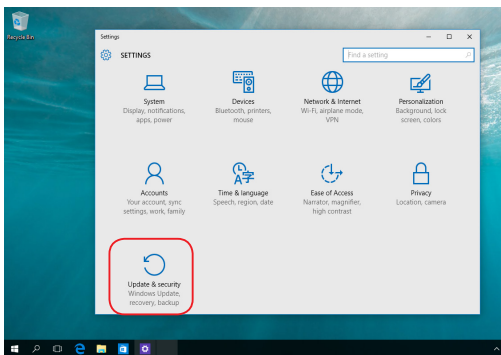 Recycle Bin
Settings
SETTINGS
Find a setting
System
Display, notifications,
apps, power
Devices
Bluetooth, printers,
mouse
Network & Internet
Wi-Fi, airplane mode,
VPN
Personalization
Background, lock
screen, colors
Accounts
Your account, sync
settings, work, family
Time & language
Speech, region, date
Ease of Access
Narrator, magnifier,
high contrast
Privacy
Location, camera
Update & security
Windows Update,
recovery, backup